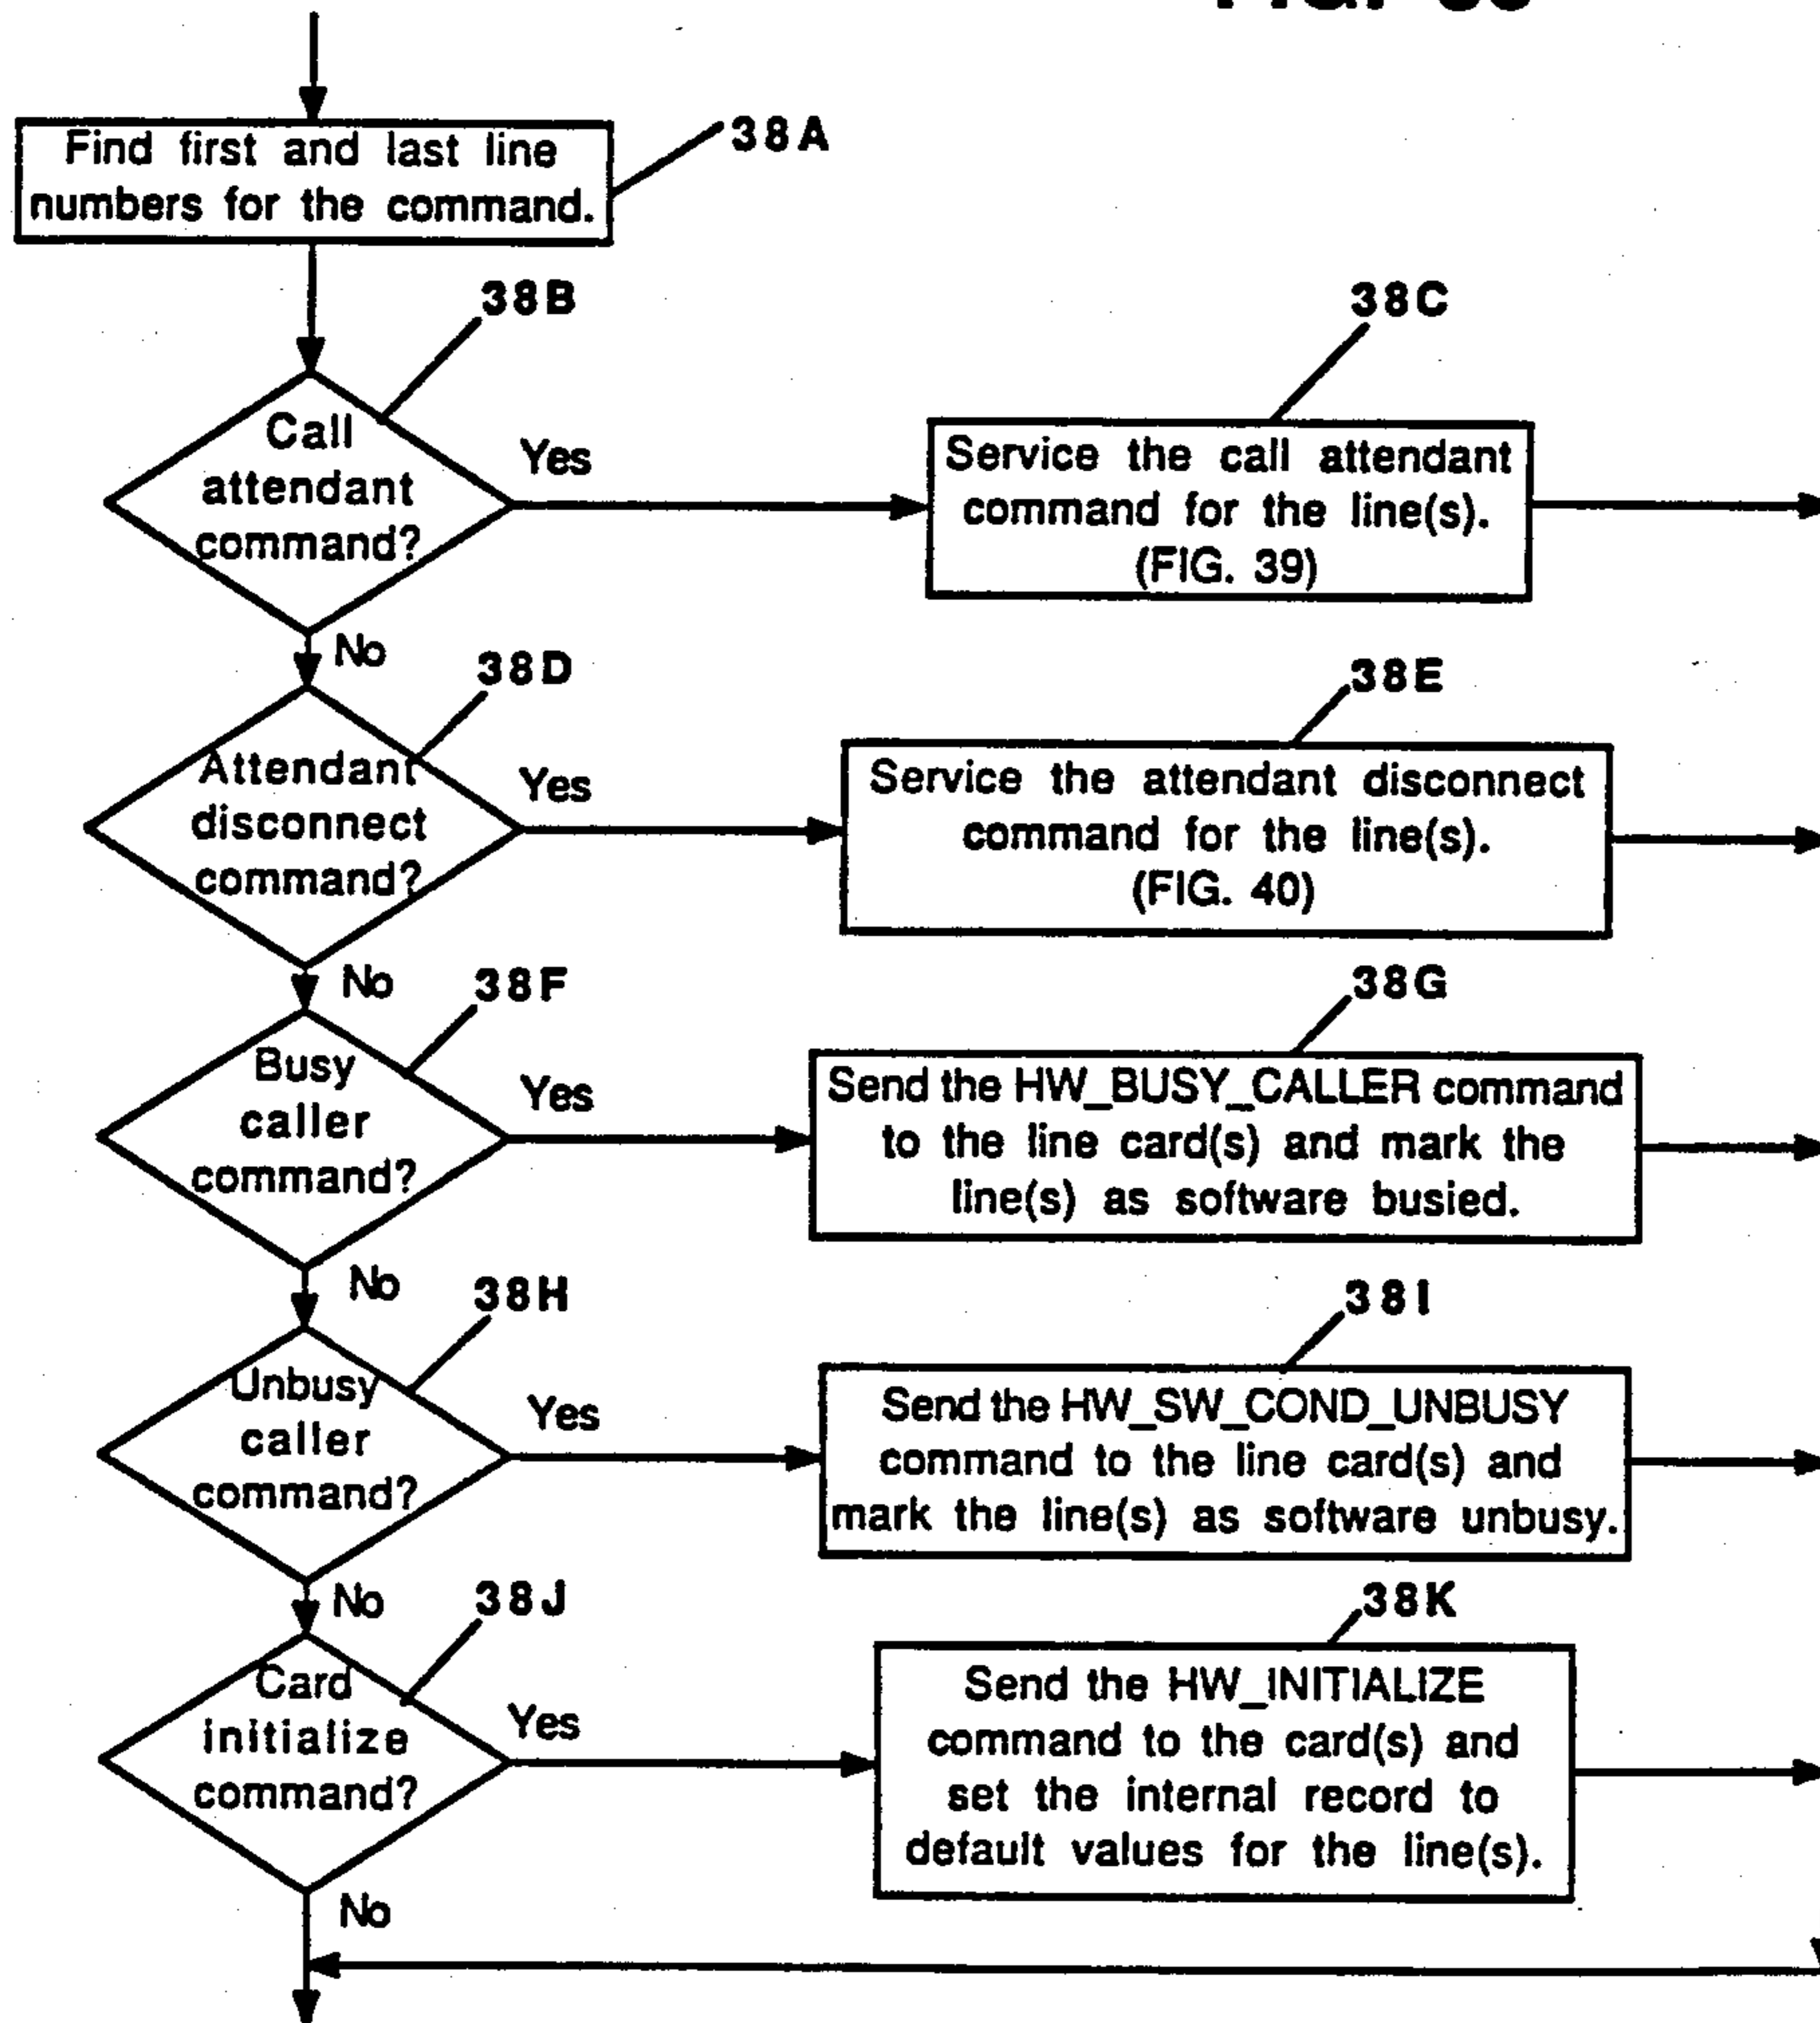 38A
Find first and last line
numbers for the command.
38B
38C
Call
attendant
command?
Yes
Service the call attendant
command for the line(s).
(FIG. 39)
No
38D
38E
Attendant
disconnect
command?
Yes
Service the attendant disconnect
command for the line(s).
(FIG. 40)
No
38F
38G
Busy
caller
command?
Yes
Send the HW_BUSY_CALLER command
to the line card(s) and mark the
line(s) as software busied.
No
38H
38I
Unbusy
caller
command?
Yes
Send the HW_SW_COND_UNBUSY
command to the line card(s) and
mark the line(s) as software unbusy.
No
38J
38K
Card
initialize
command?
Yes
Send the HW_INITIALIZE
command to the card(s) and
set the internal record to
default values for the line(s).
No